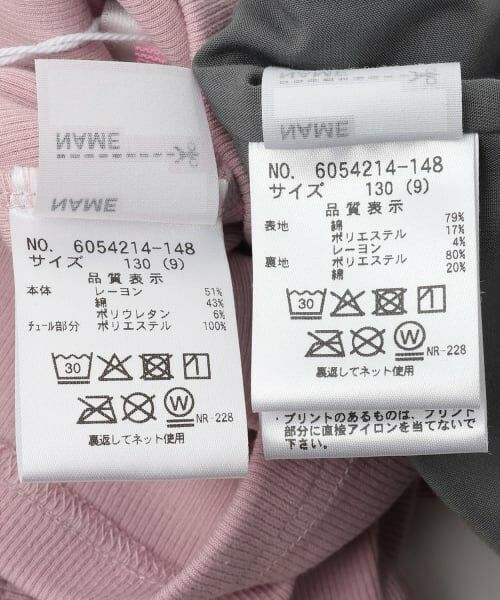 NAME
NAME
NO. 6054214-148
サイズ 130 (9)
品質表示
本体 レーヨン 51%
綿 43%
ポリウレタン 6%
チュール部分 ポリエステル 100%
30
W
NR-228
裏返してネット使用
NAME
NAME
NO. 6054214-148
サイズ 130 (9)
品質表示
表地 綿 79%
ポリエステル 17%
レーヨン 4%
裏地 ポリエステル 80%
綿 20%
30
W
NR-228
裏返してネット使用
・プリントのあるものは、プリント
部分に直接アイロンを当てないで
下さい。